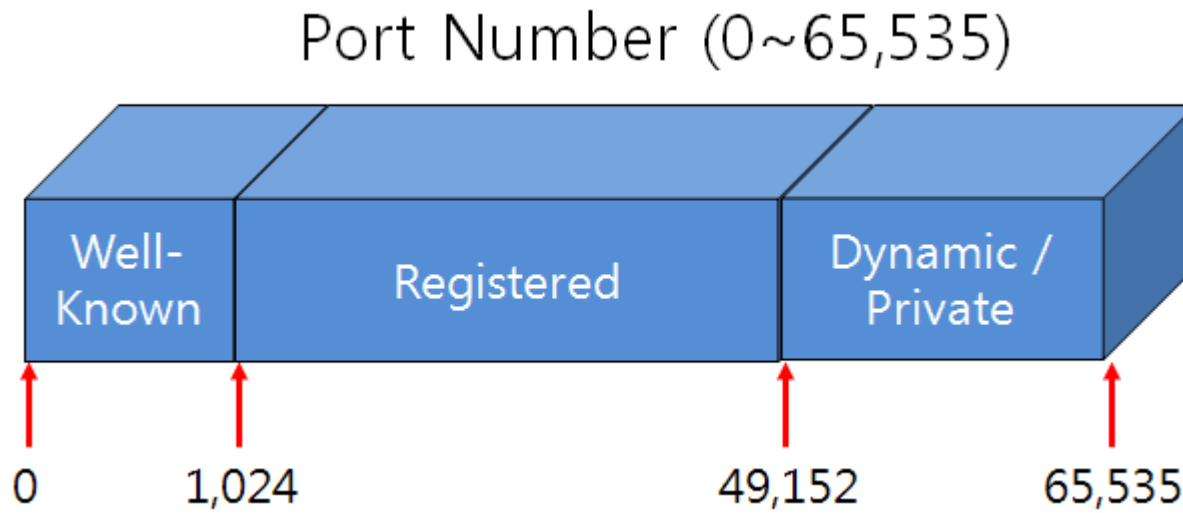 Port Number (0~65,535)
Well-
Known
Registered
Dynamic /
Private
0
1,024
49,152
65,535